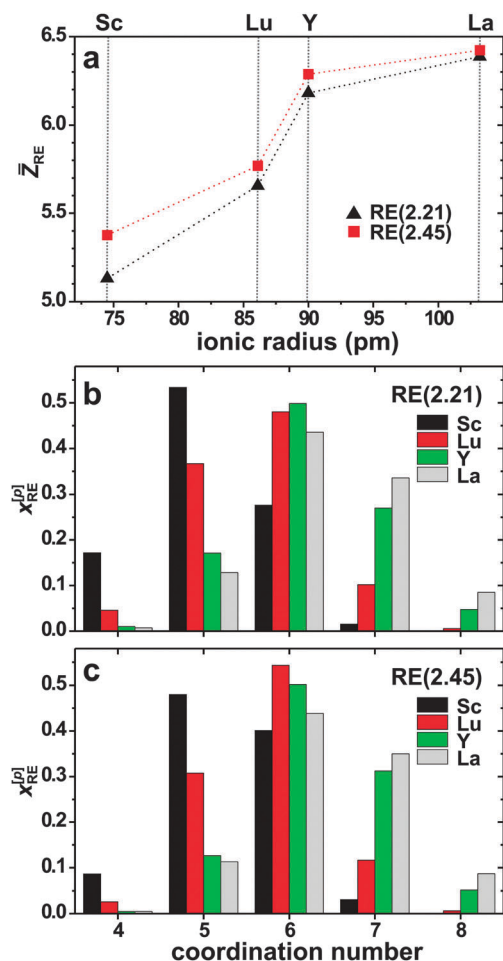 Sc Lu Y La
a
6.5
6.0
5.5
5.0
Z̄RE
RE(2.21)
RE(2.45)
75 80 85 90 95 100
ionic radius (pm)
b
RE(2.21)
Sc
Lu
Y
La
0.5
0.4
0.3
0.2
0.1
0.0
x[p]RE
c
RE(2.45)
Sc
Lu
Y
La
0.5
0.4
0.3
0.2
0.1
0.0
x[p]RE
4 5 6 7 8
coordination number